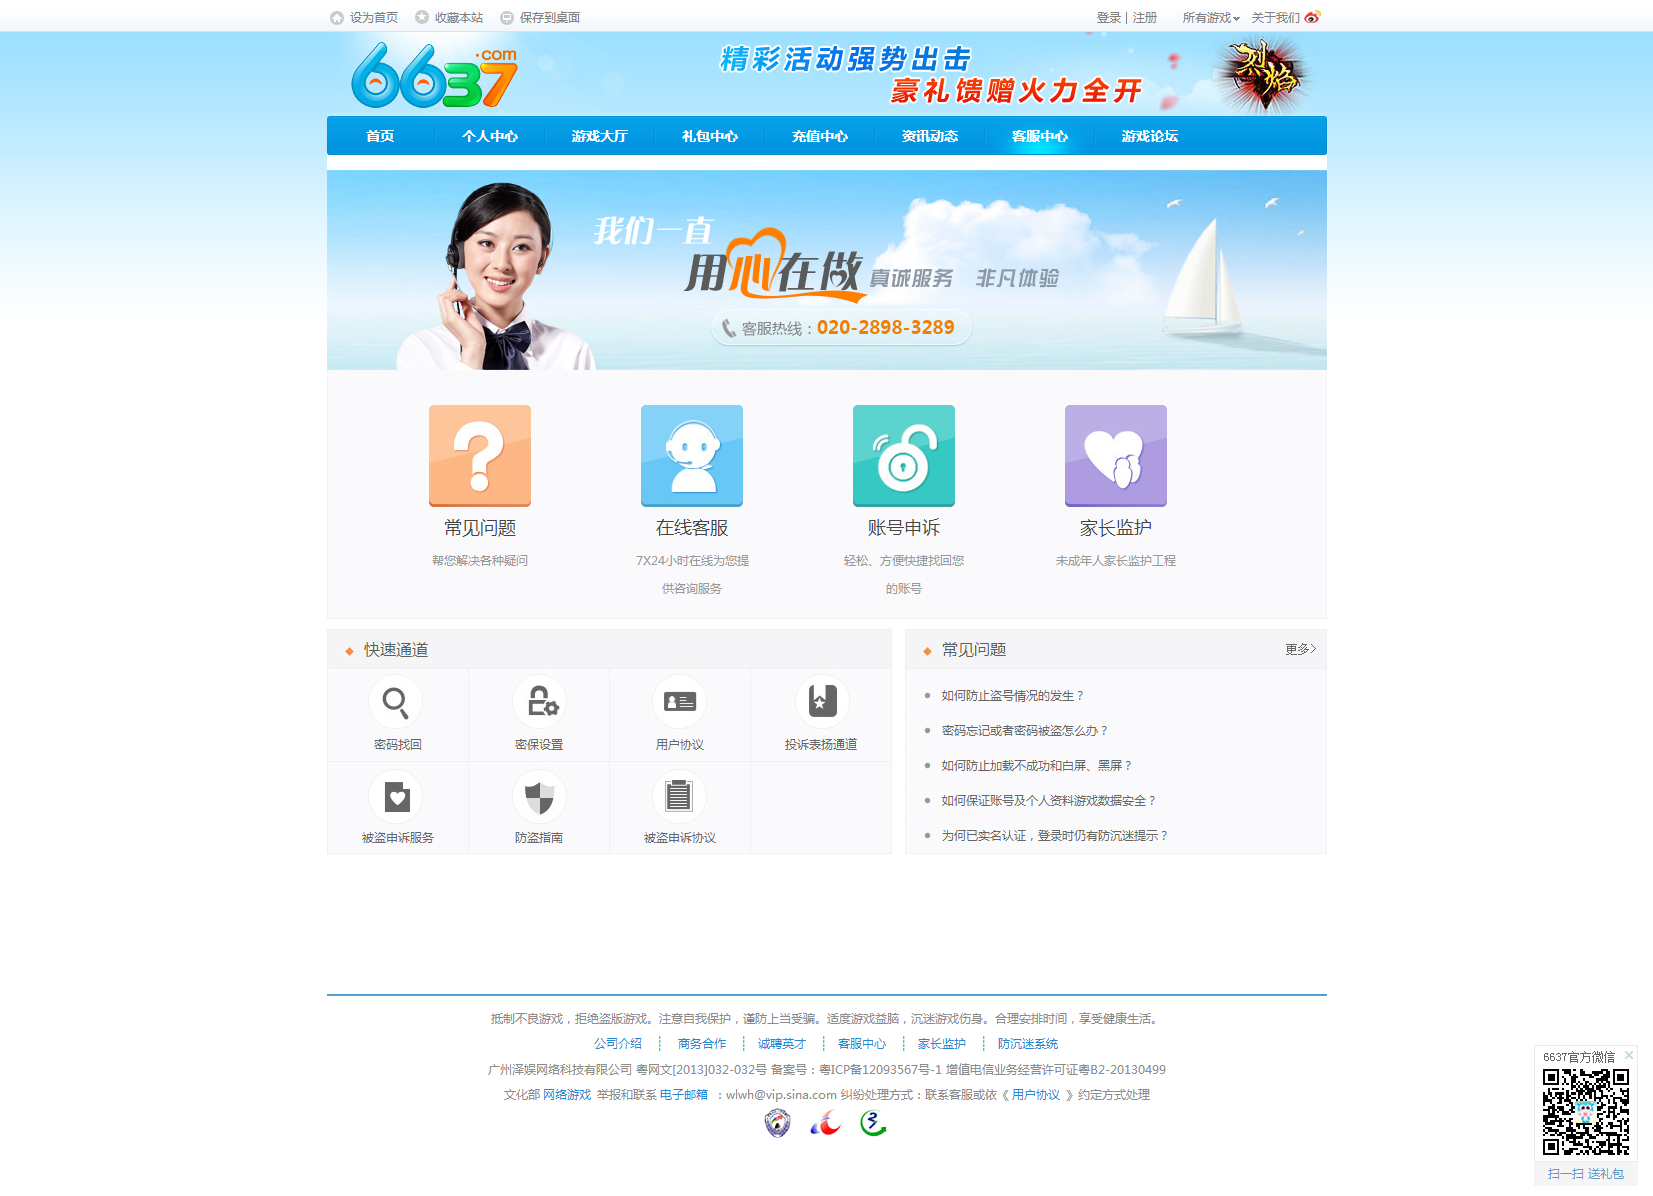 设为首页 收藏本站 保存到桌面 登录 | 注册 所有游戏 关于我们
6637.com
精彩活动强势出击
豪礼馈赠火力全开
烈焰
首页 个人中心 游戏大厅 礼包中心 充值中心 资讯动态 客服中心 游戏论坛
我们一直
用心在做 真诚服务 非凡体验
客服热线：020-2898-3289
常见问题 在线客服 账号申诉 家长监护
帮您解决各种疑问 7X24小时在线为您提 轻松、方便快捷找回您 未成年人家长监护工程
供咨询服务 的账号
快速通道
密码找回 密保设置 用户协议 投诉表扬通道
被盗申诉服务 防盗指南 被盗申诉协议
常见问题 更多>
如何防止盗号情况的发生？
密码忘记或者密码被盗怎么办？
如何防止加载不成功和白屏、黑屏？
如何保证账号及个人资料游戏数据安全？
为何已实名认证，登录时仍有防沉迷提示？
抵制不良游戏，拒绝盗版游戏。注意自我保护，谨防上当受骗。适度游戏益脑，沉迷游戏伤身。合理安排时间，享受健康生活。
公司介绍 商务合作 诚聘英才 客服中心 家长监护 防沉迷系统
广州泽娱网络科技有限公司 粤网文[2013]032-032号 备案号：粤ICP备12093567号-1 增值电信业务经营许可证粤B2-20130499
文化部 网络游戏 举报和联系 电子邮箱 ：wlwh@vip.sina.com 纠纷处理方式：联系客服或依《 用户协议 》约定方式处理
6637官方微信
扫一扫 送礼包